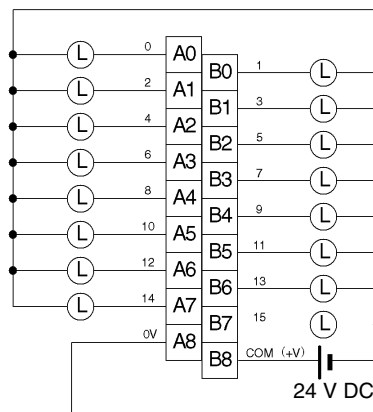 L 0 A0
B0 1 L
L 2 A1
B1 3 L
L 4 A2
B2 5 L
L 6 A3
B3 7 L
L 8 A4
B4 9 L
L 10 A5
B5 11 L
L 12 A6
B6 13 L
L 14 A7
B7 15 L
0V A8
B8 COM (+V)
24 V DC